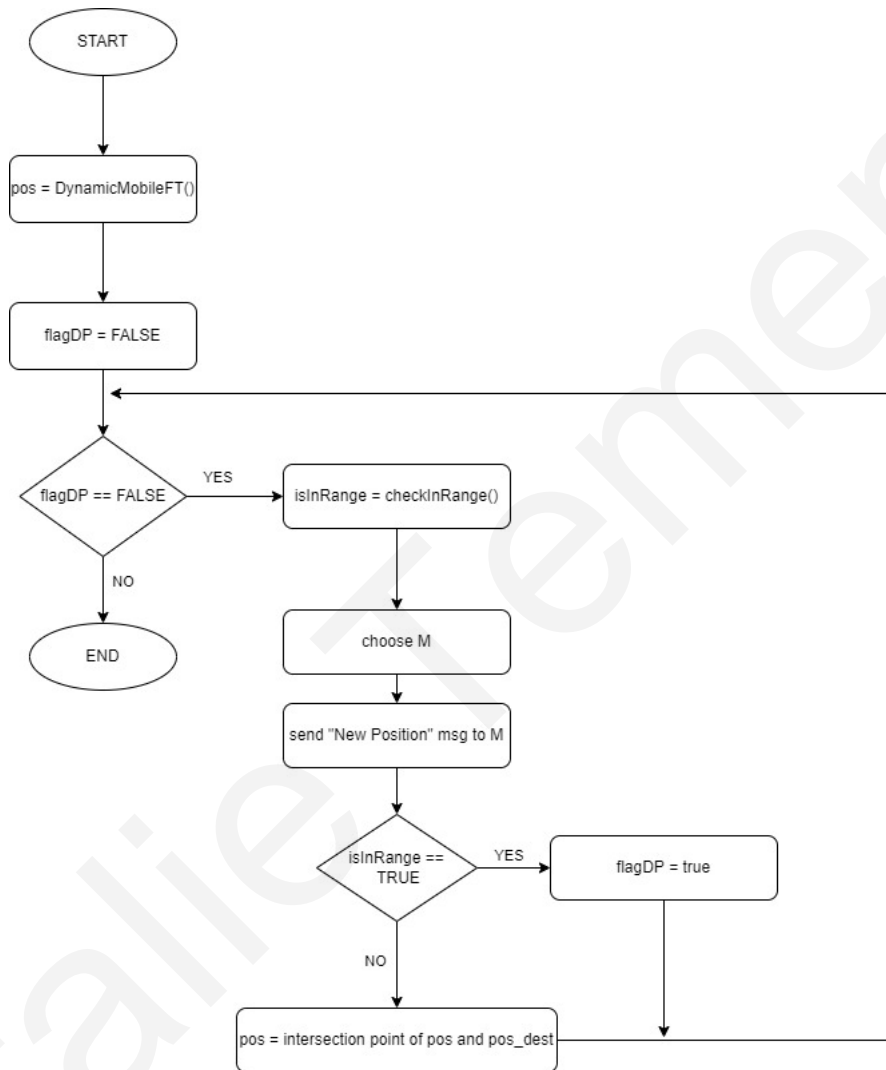 START
pos = DynamicMobileFT()
flagDP = FALSE
flagDP == FALSE
YES
isInRange = checkInRange()
NO
END
choose M
send "New Position" msg to M
isInRange ==
TRUE
YES
flagDP = true
NO
pos = intersection point of pos and pos_dest